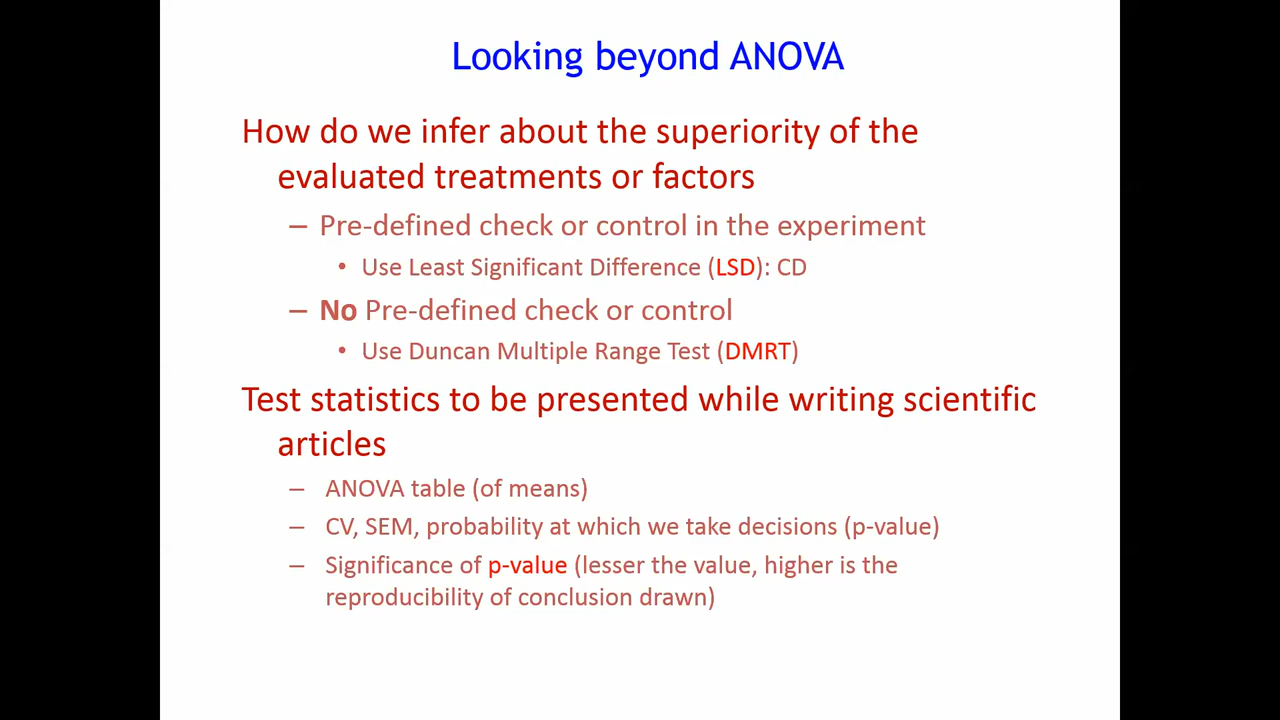 Looking beyond ANOVA
How do we infer about the superiority of the
evaluated treatments or factors
– Pre-defined check or control in the experiment
• Use Least Significant Difference (LSD): CD
– No Pre-defined check or control
• Use Duncan Multiple Range Test (DMRT)
Test statistics to be presented while writing scientific
articles
– ANOVA table (of means)
– CV, SEM, probability at which we take decisions (p-value)
– Significance of p-value (lesser the value, higher is the
reproducibility of conclusion drawn)